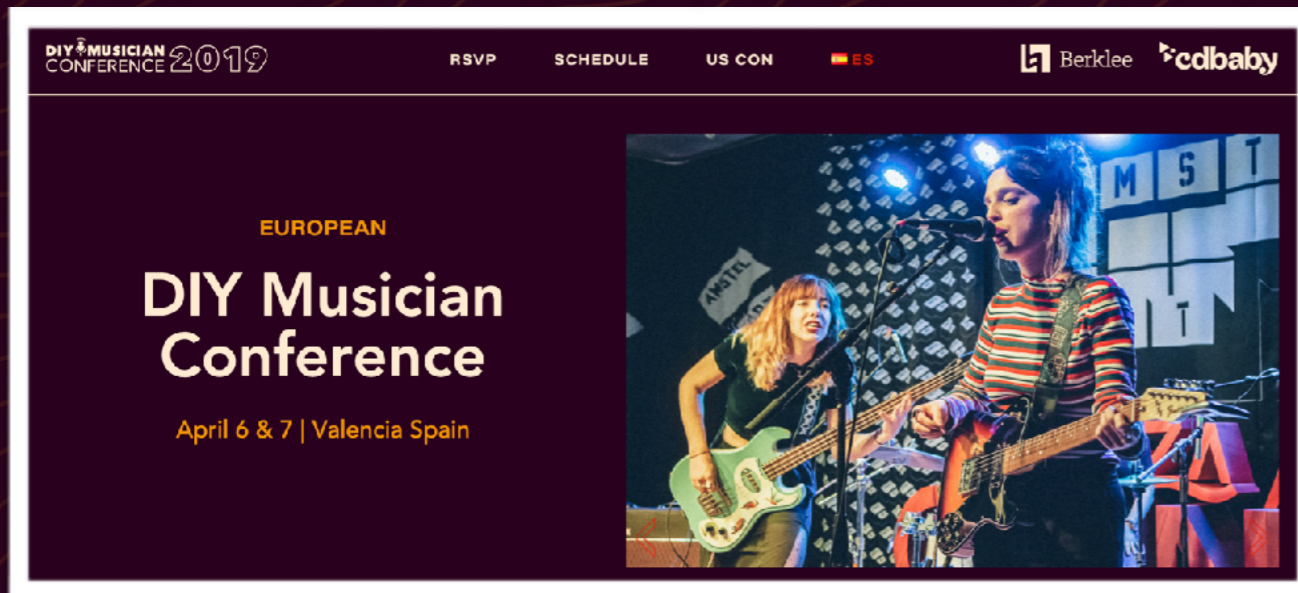 DIY MUSICIAN
CONFERENCE 2019
RSVP
SCHEDULE
US CON
ES
Berklee
cdbaby
EUROPEAN
DIY Musician
Conference
April 6 & 7 | Valencia Spain
AMSTEL
M S T
T
ZA